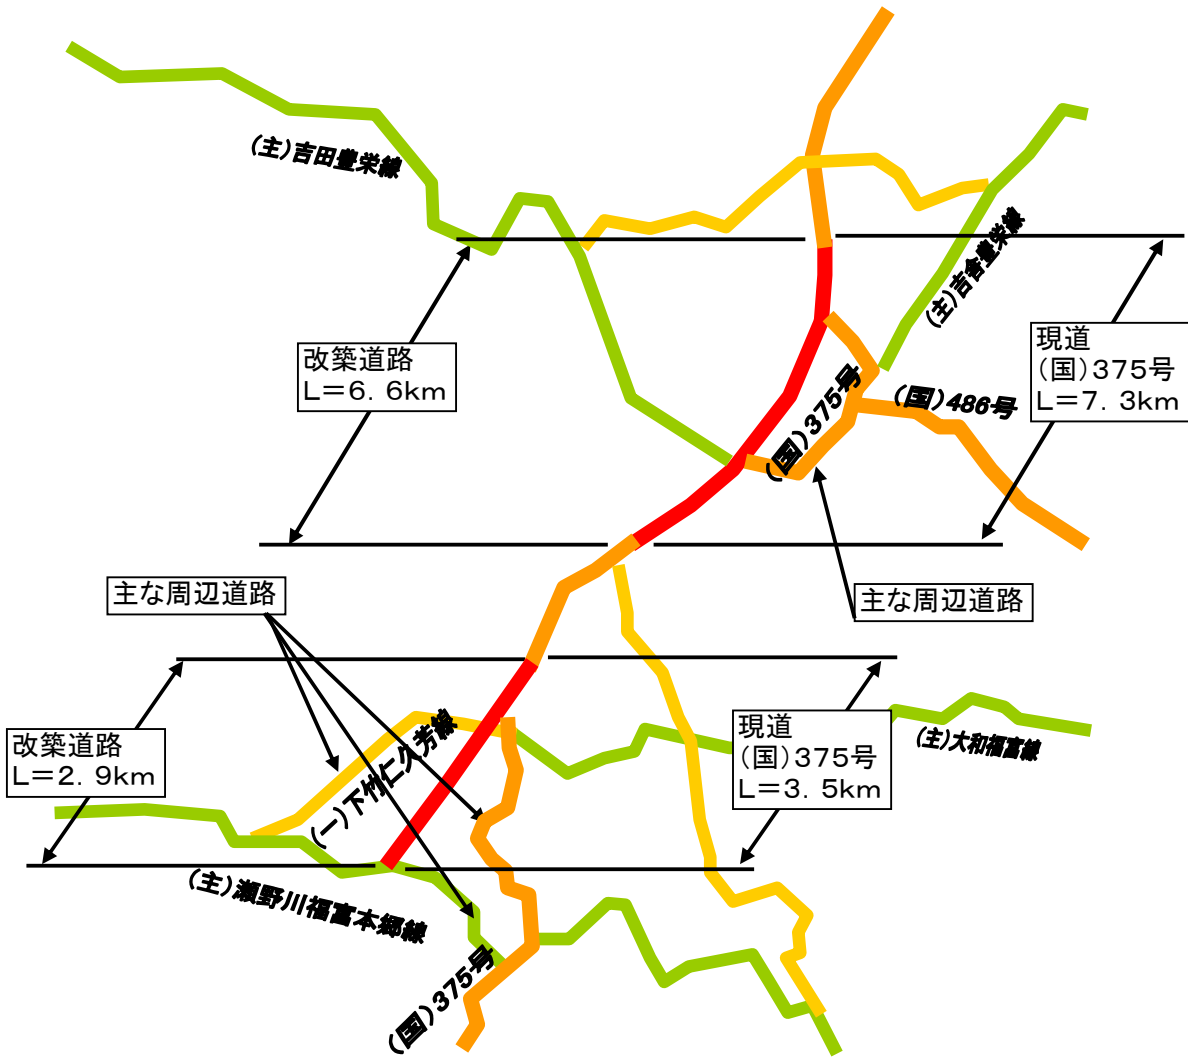 (主)吉田豊栄線
(主)吉舎豊栄線
改築道路
L＝6．6km
現道
(国)375号
L＝7．3km
(国)375号
(国)486号
主な周辺道路
主な周辺道路
改築道路
L＝2．9km
現道
(国)375号
L＝3．5km
(主)大和福富線
(一)下竹仁久芳線
(主)瀬野川福富本郷線
(国)375号